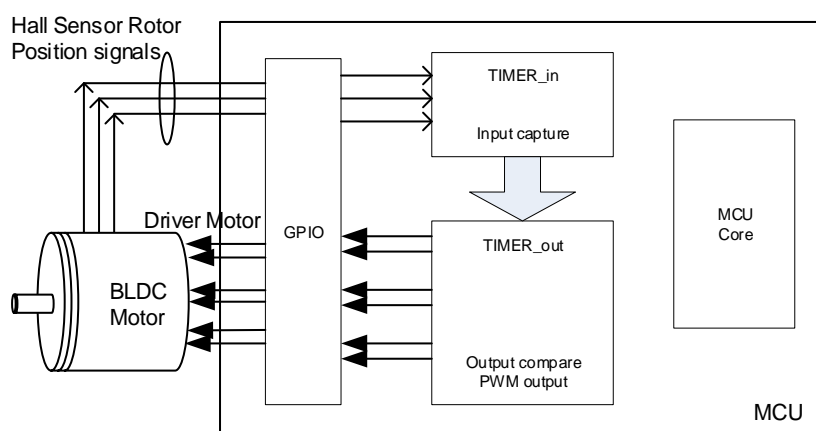 Hall Sensor Rotor
Position signals
TIMER_in
Input capture
Driver Motor
GPIO
TIMER_out
MCU
Core
BLDC
Motor
Output compare
PWM output
MCU